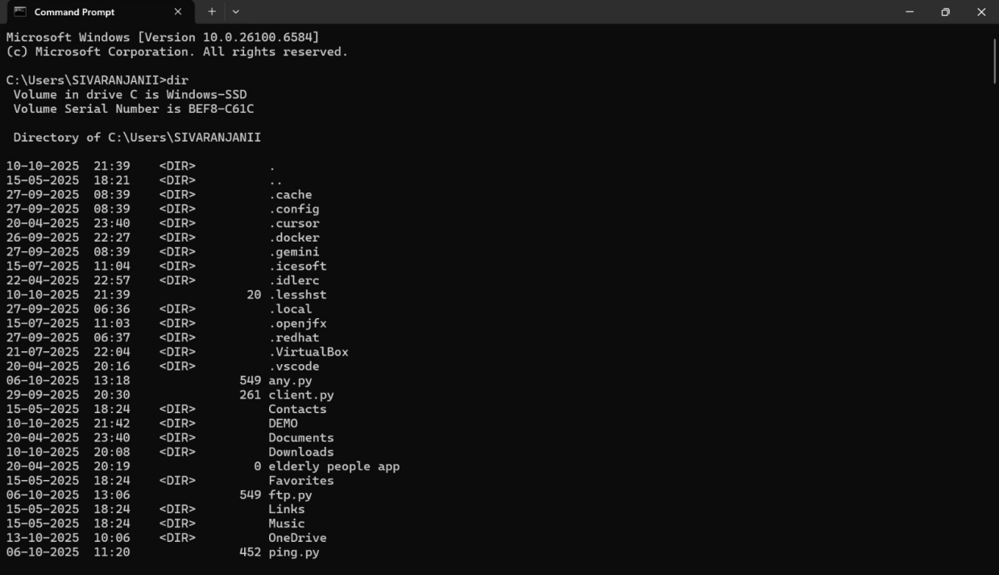 Command Prompt
Microsoft Windows [Version 10.0.26100.6584]
(c) Microsoft Corporation. All rights reserved.
C:\Users\SIVARANJANII>dir
 Volume in drive C is Windows-SSD
 Volume Serial Number is BEF8-C61C
 Directory of C:\Users\SIVARANJANII
10-10-2025  21:39    <DIR>          .
15-05-2025  18:21    <DIR>          ..
27-09-2025  08:39    <DIR>          .cache
27-09-2025  08:39    <DIR>          .config
20-04-2025  23:40    <DIR>          .cursor
26-09-2025  22:27    <DIR>          .docker
27-09-2025  08:39    <DIR>          .gemini
15-07-2025  11:04    <DIR>          .icesoft
22-04-2025  22:57    <DIR>          .idlerc
10-10-2025  21:39                20 .lesshst
27-09-2025  06:36    <DIR>          .local
15-07-2025  11:03    <DIR>          .openjfx
27-09-2025  06:37    <DIR>          .redhat
21-07-2025  22:04    <DIR>          .VirtualBox
20-04-2025  20:16    <DIR>          .vscode
06-10-2025  13:18               549 any.py
29-09-2025  20:30               261 client.py
15-05-2025  18:24    <DIR>          Contacts
10-10-2025  21:42    <DIR>          DEMO
20-04-2025  23:40    <DIR>          Documents
10-10-2025  20:08    <DIR>          Downloads
20-04-2025  20:19                 0 elderly people app
15-05-2025  18:24    <DIR>          Favorites
06-10-2025  13:06               549 ftp.py
15-05-2025  18:24    <DIR>          Links
15-05-2025  18:24    <DIR>          Music
13-10-2025  10:06    <DIR>          OneDrive
06-10-2025  11:20               452 ping.py